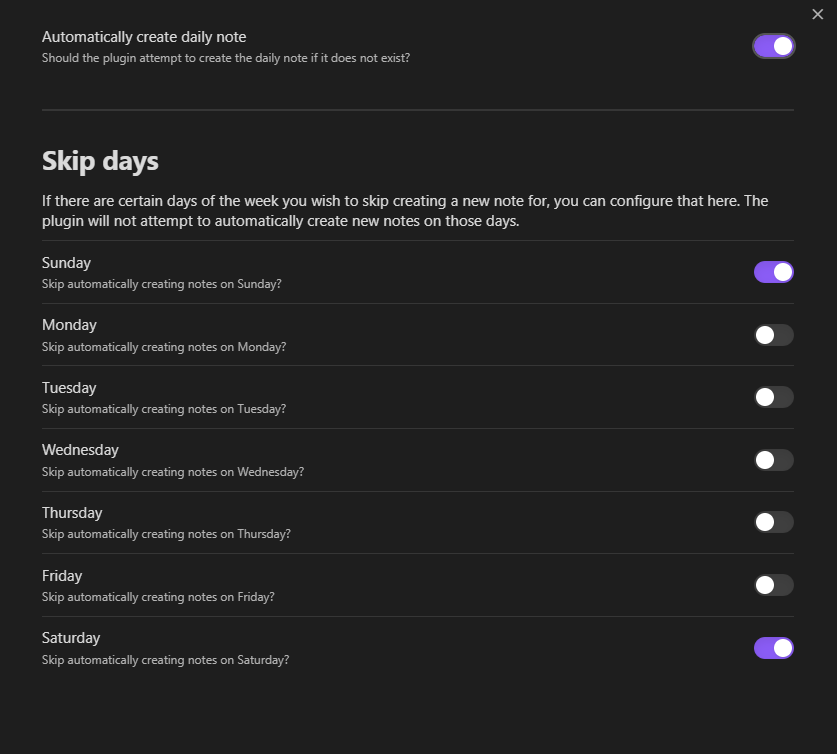 Automatically create daily note
Should the plugin attempt to create the daily note if it does not exist?
Skip days
If there are certain days of the week you wish to skip creating a new note for, you can configure that here. The
plugin will not attempt to automatically create new notes on those days.
Sunday
Skip automatically creating notes on Sunday?
Monday
Skip automatically creating notes on Monday?
Tuesday
Skip automatically creating notes on Tuesday?
Wednesday
Skip automatically creating notes on Wednesday?
Thursday
Skip automatically creating notes on Thursday?
Friday
Skip automatically creating notes on Friday?
Saturday
Skip automatically creating notes on Saturday?